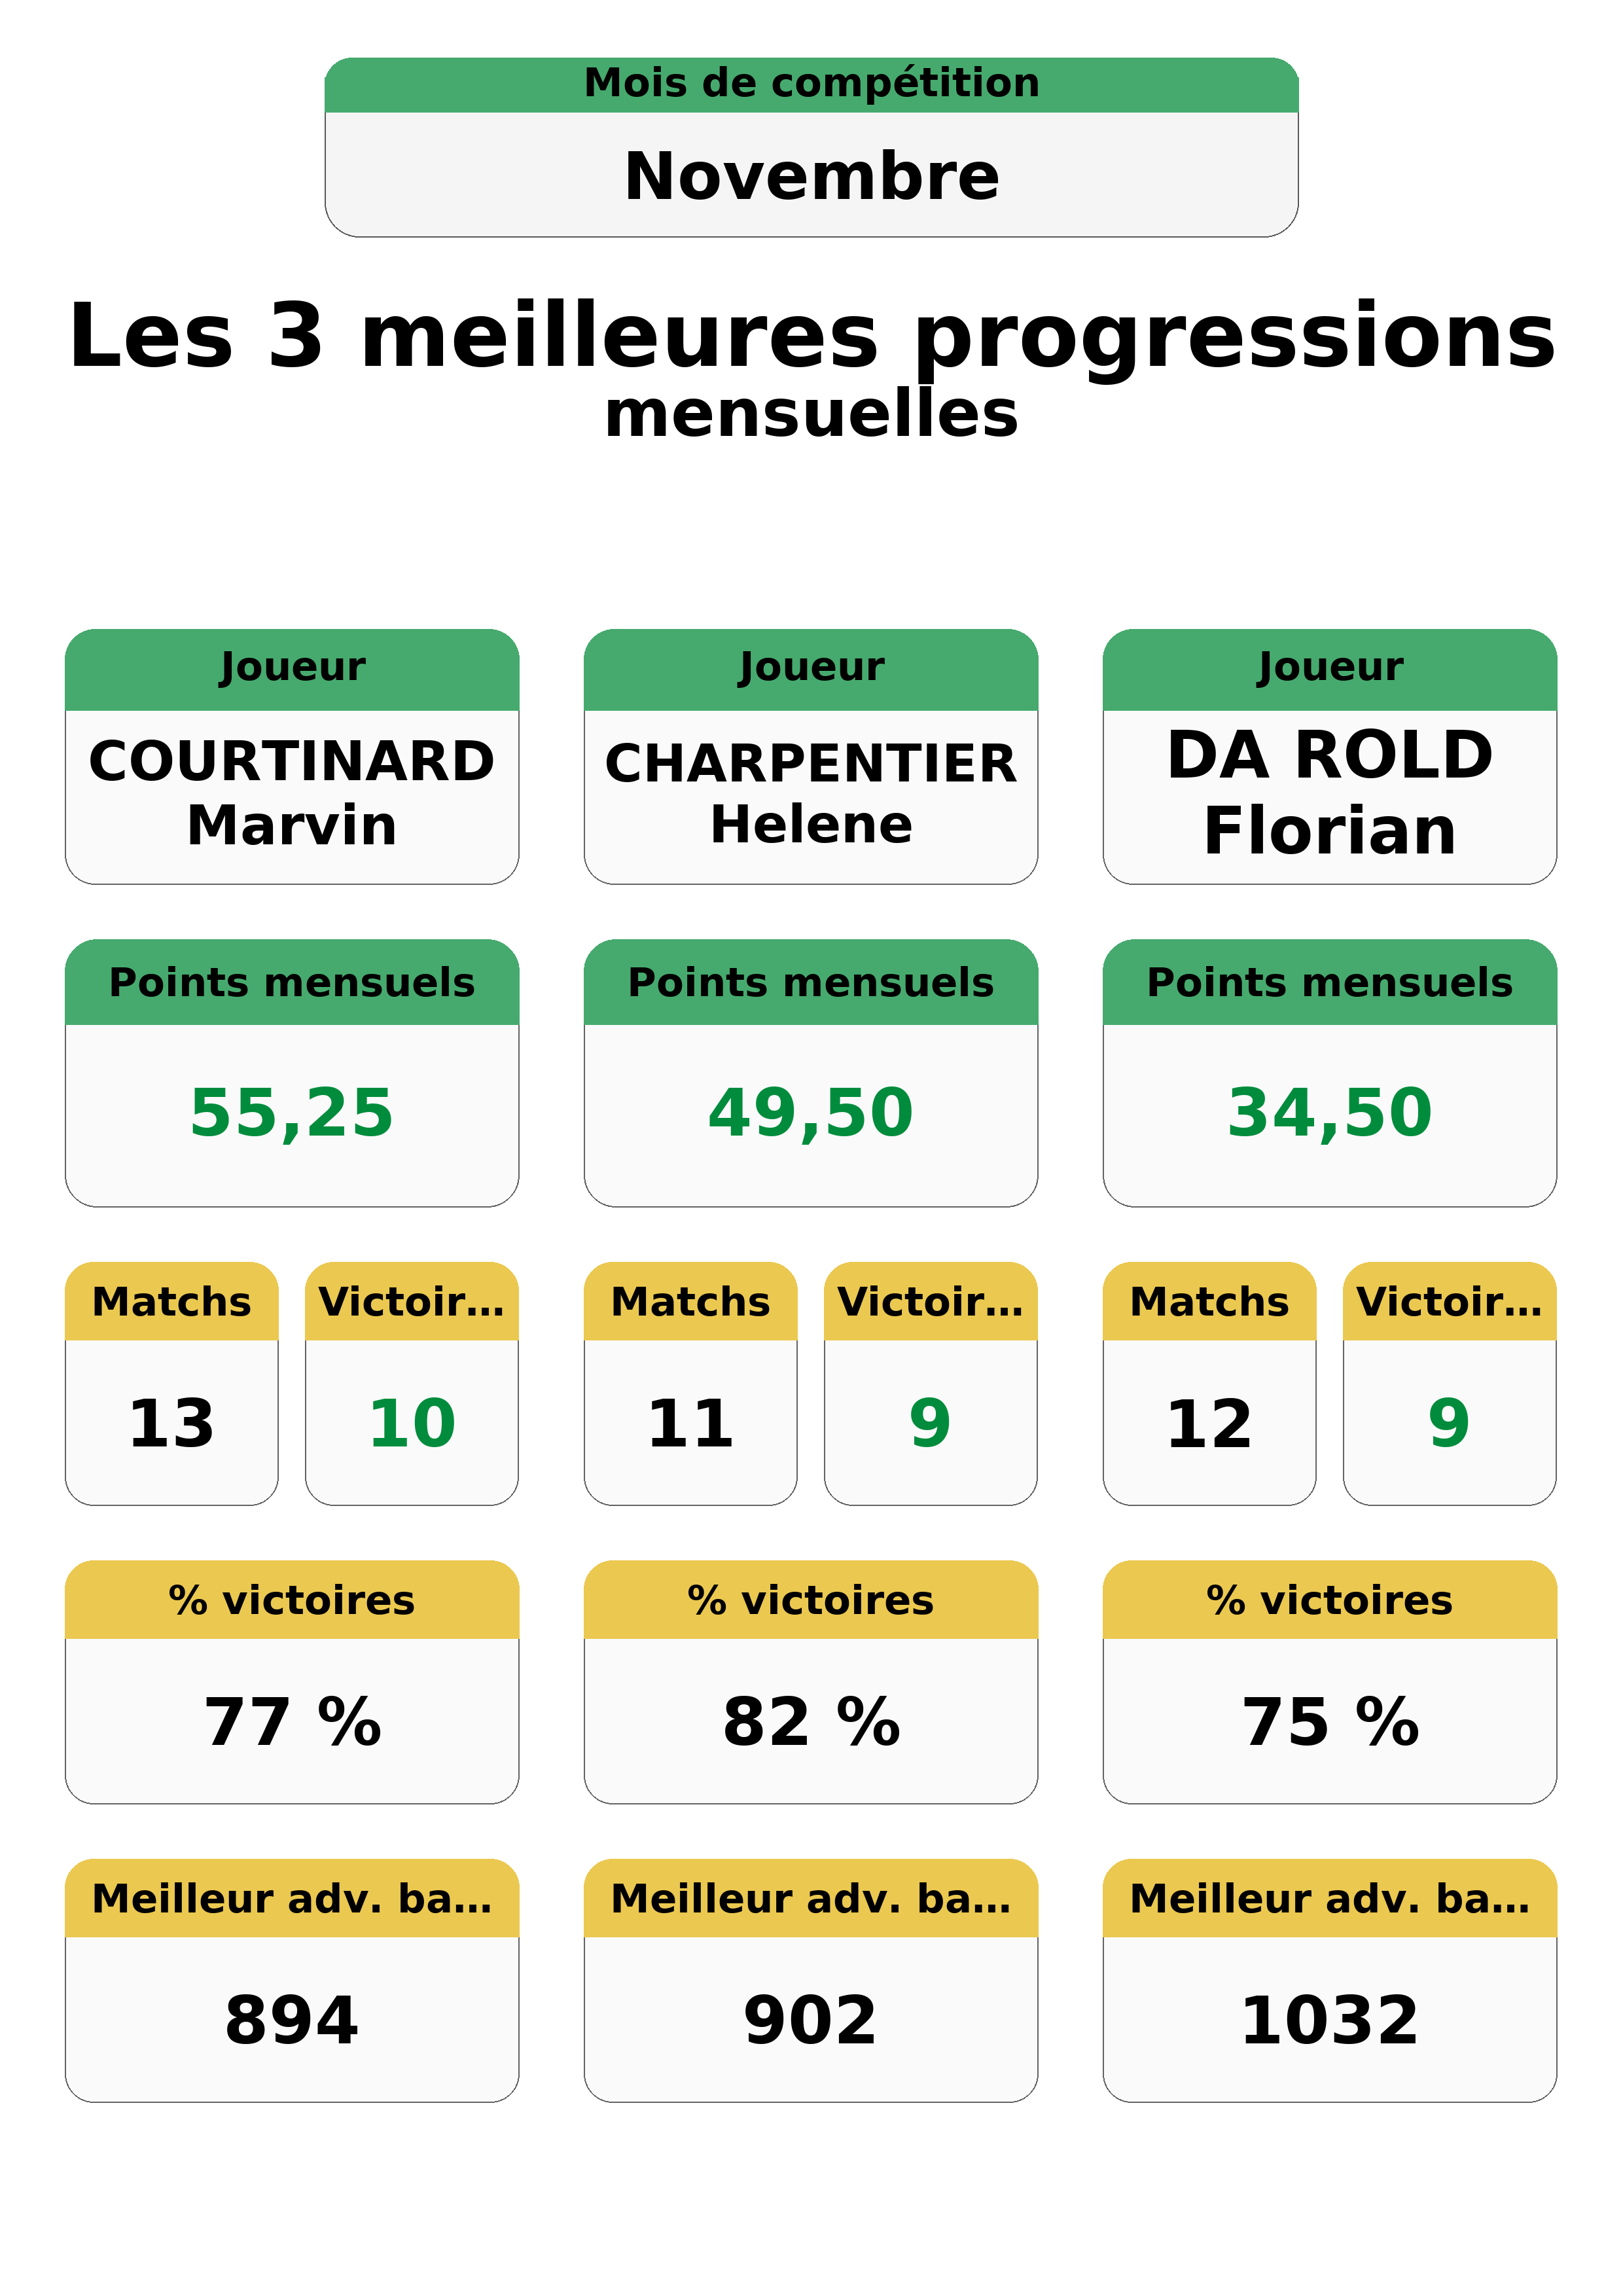 Mois de compétition
Novembre
Les 3 meilleures progressions
mensuelles
Joueur Joueur Joueur
COURTINARD CHARPENTIER DA ROLD
Marvin Helene Florian
Points mensuels Points mensuels Points mensuels
55,25 49,50 34,50
Matchs Victoir... Matchs Victoir... Matchs Victoir...
13 10 11 9 12 9
% victoires % victoires % victoires
77 % 82 % 75 %
Meilleur adv. ba... Meilleur adv. ba... Meilleur adv. ba...
894 902 1032